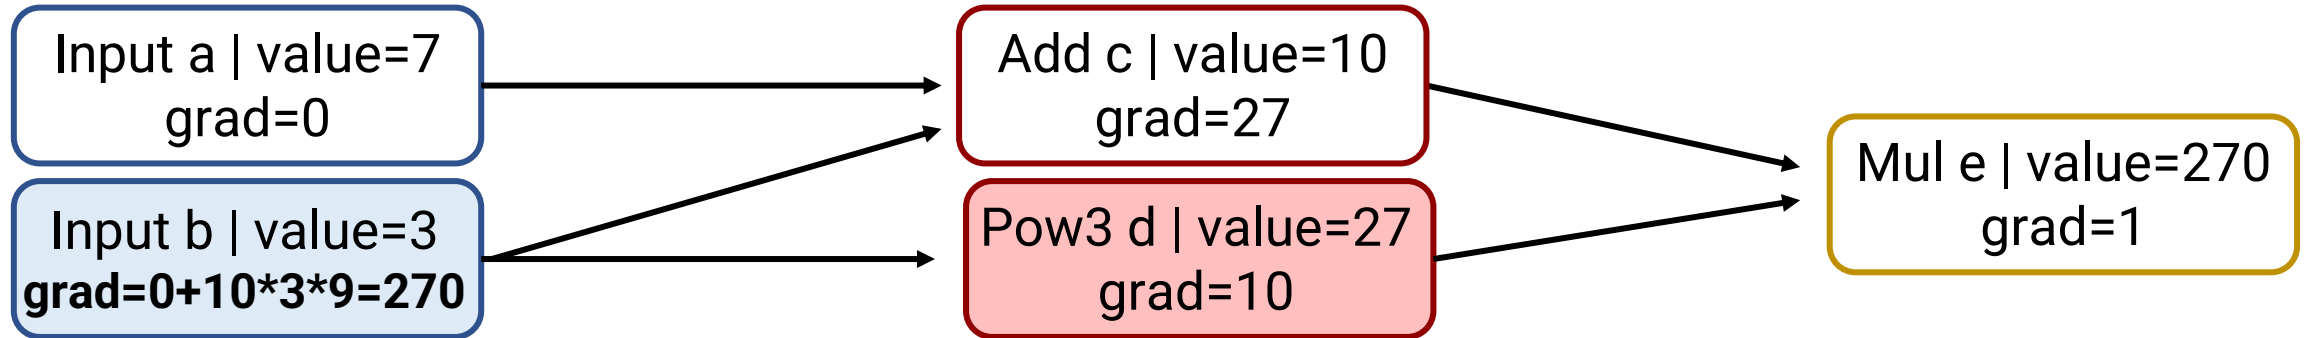 Input a | value=7
grad=0
Input b | value=3
grad=0+10*3*9=270
Add c | value=10
grad=27
Pow3 d | value=27
grad=10
Mul e | value=270
grad=1